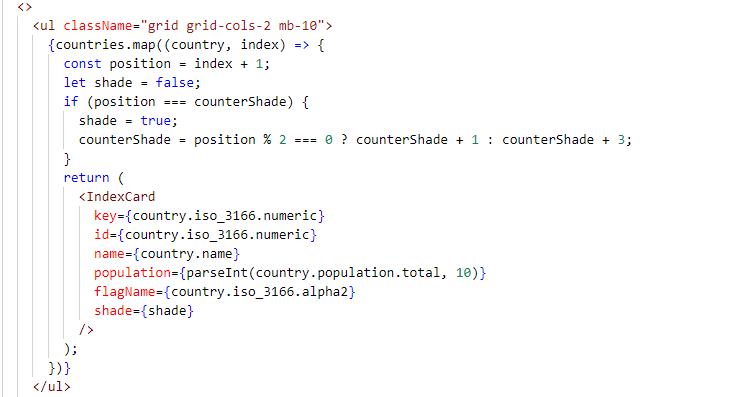 <>
<ul className="grid grid-cols-2 mb-10">
{countries.map((country, index) => {
const position = index + 1;
let shade = false;
if (position === counterShade) {
shade = true;
counterShade = position % 2 === 0 ? counterShade + 1 : counterShade + 3;
}
return (
<IndexCard
key={country.iso_3166.numeric}
id={country.iso_3166.numeric}
name={country.name}
population={parseInt(country.population.total, 10)}
flagName={country.iso_3166.alpha2}
shade={shade}
/>
);
})}
</ul>